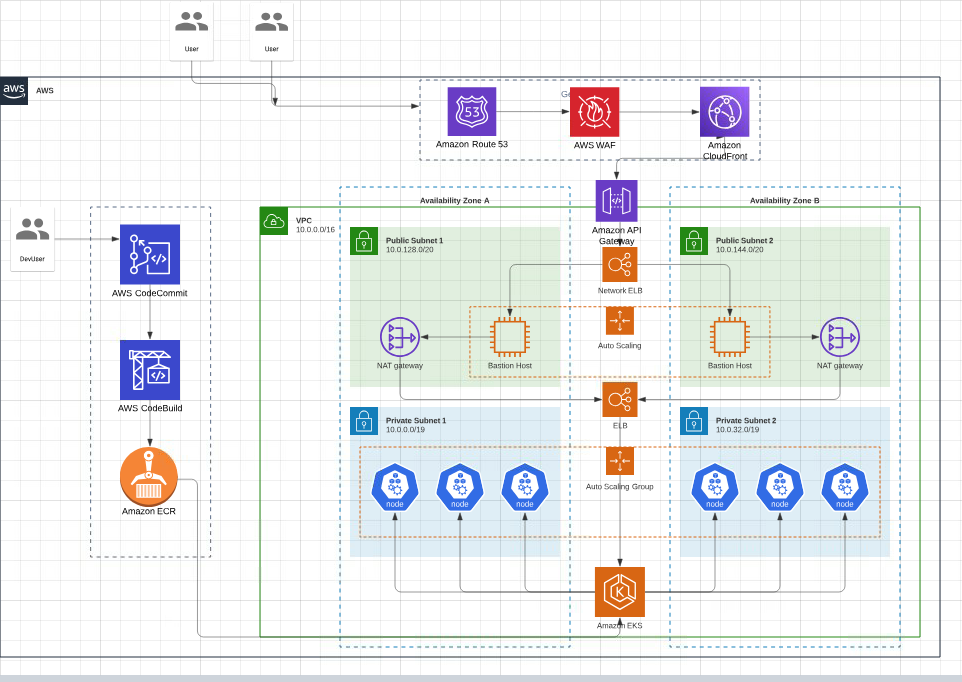 User
User
aws
AWS
Ge
53
Amazon Route 53
AWS WAF
Amazon
CloudFront
Availability Zone A
Availability Zone B
VPC
10.0.0.0/16
Amazon API
Gateway
DevUser
AWS CodeCommit
Public Subnet 1
10.0.128.0/20
Public Subnet 2
10.0.144.0/20
Network ELB
Auto Scaling
NAT gateway
Bastion Host
Bastion Host
NAT gateway
AWS CodeBuild
ELB
Private Subnet 1
10.0.0.0/19
Private Subnet 2
10.0.32.0/19
Auto Scaling Group
node
node
node
node
node
node
Amazon ECR
K
Amazon EKS